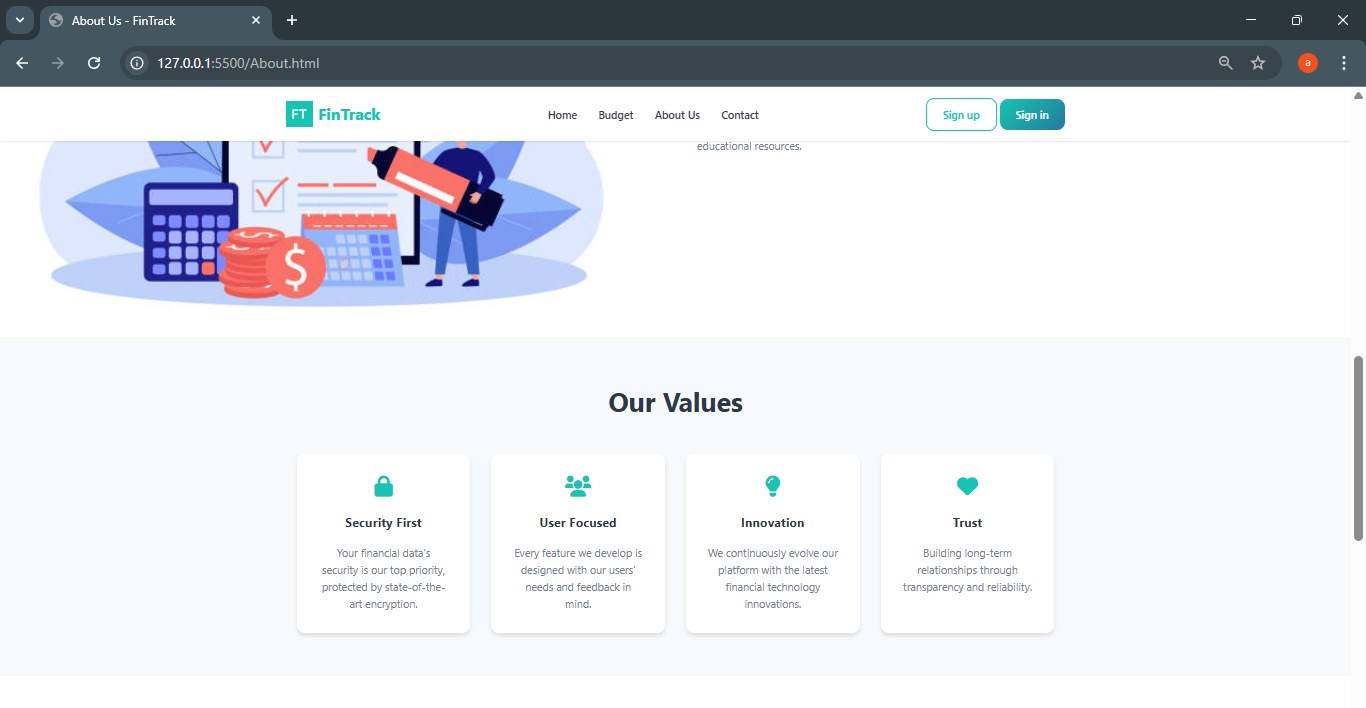 About Us - FinTrack
127.0.0.1:5500/About.html
a
FT FinTrack
Home Budget About Us Contact
Sign up Sign in
educational resources.
$
Our Values
Security First
Your financial data's
security is our top priority,
protected by state-of-the-
art encryption.
User Focused
Every feature we develop is
designed with our users'
needs and feedback in
mind.
Innovation
We continuously evolve our
platform with the latest
financial technology
innovations.
Trust
Building long-term
relationships through
transparency and reliability.